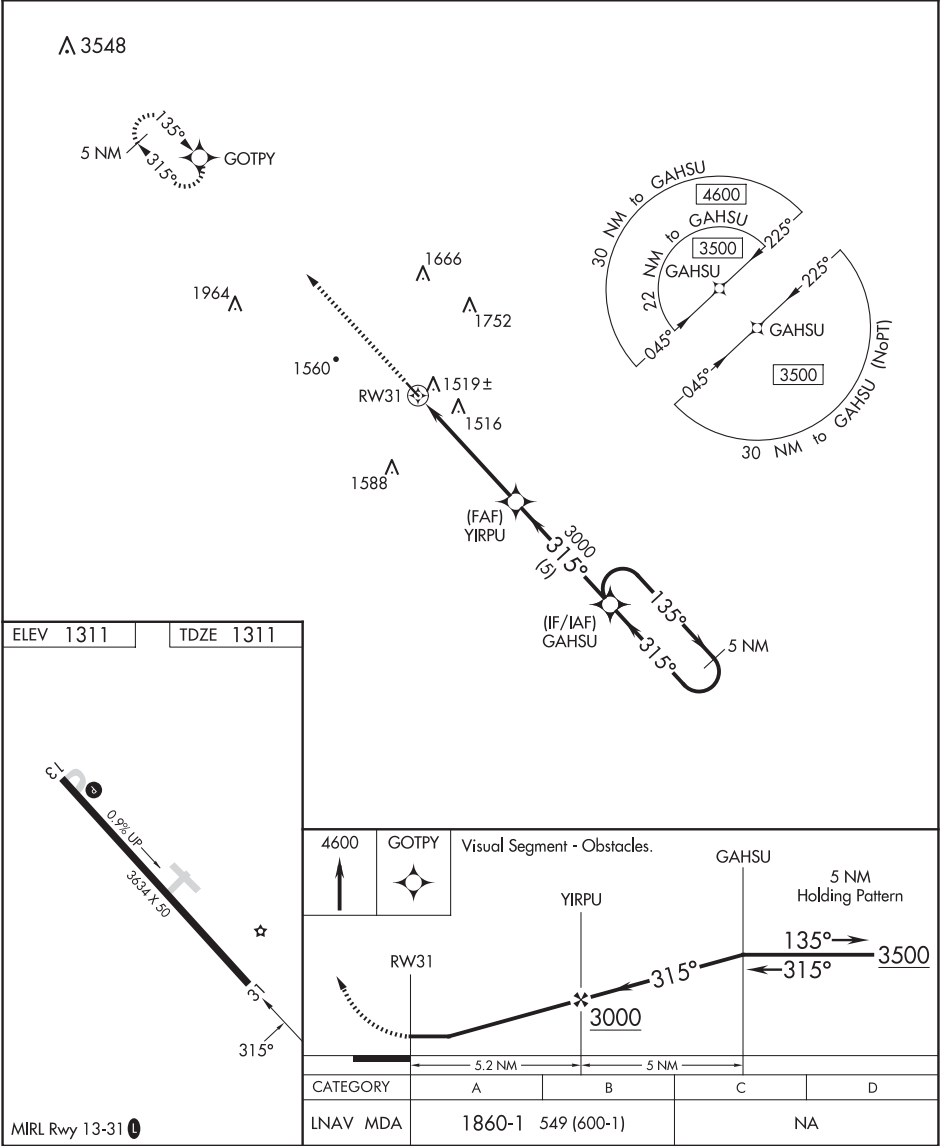 3548
135°
5 NM
315°
GOTPY
30 NM to GAHSU
4600
22 NM to GAHSU
3500
GAHSU
225°
045°
225°
GAHSU
045°
3500
30 NM to GAHSU (NoPT)
1666
1964
1752
1560
RW31
1519±
1516
1588
(FAF)
YIRPU
3000
315°
(5)
(IF/IAF)
GAHSU
135°
315°
5 NM
ELEV 1311
TDZE 1311
13
P
0.9% UP
3634 X 50
31
315°
MIRL Rwy 13-31 L
4600
GOTPY
Visual Segment - Obstacles.
GAHSU
5 NM
Holding Pattern
YIRPU
135°
3500
315°
315°
RW31
3000
5.2 NM
5 NM
CATEGORY A B C D
LNAV MDA 1860-1 549 (600-1) NA